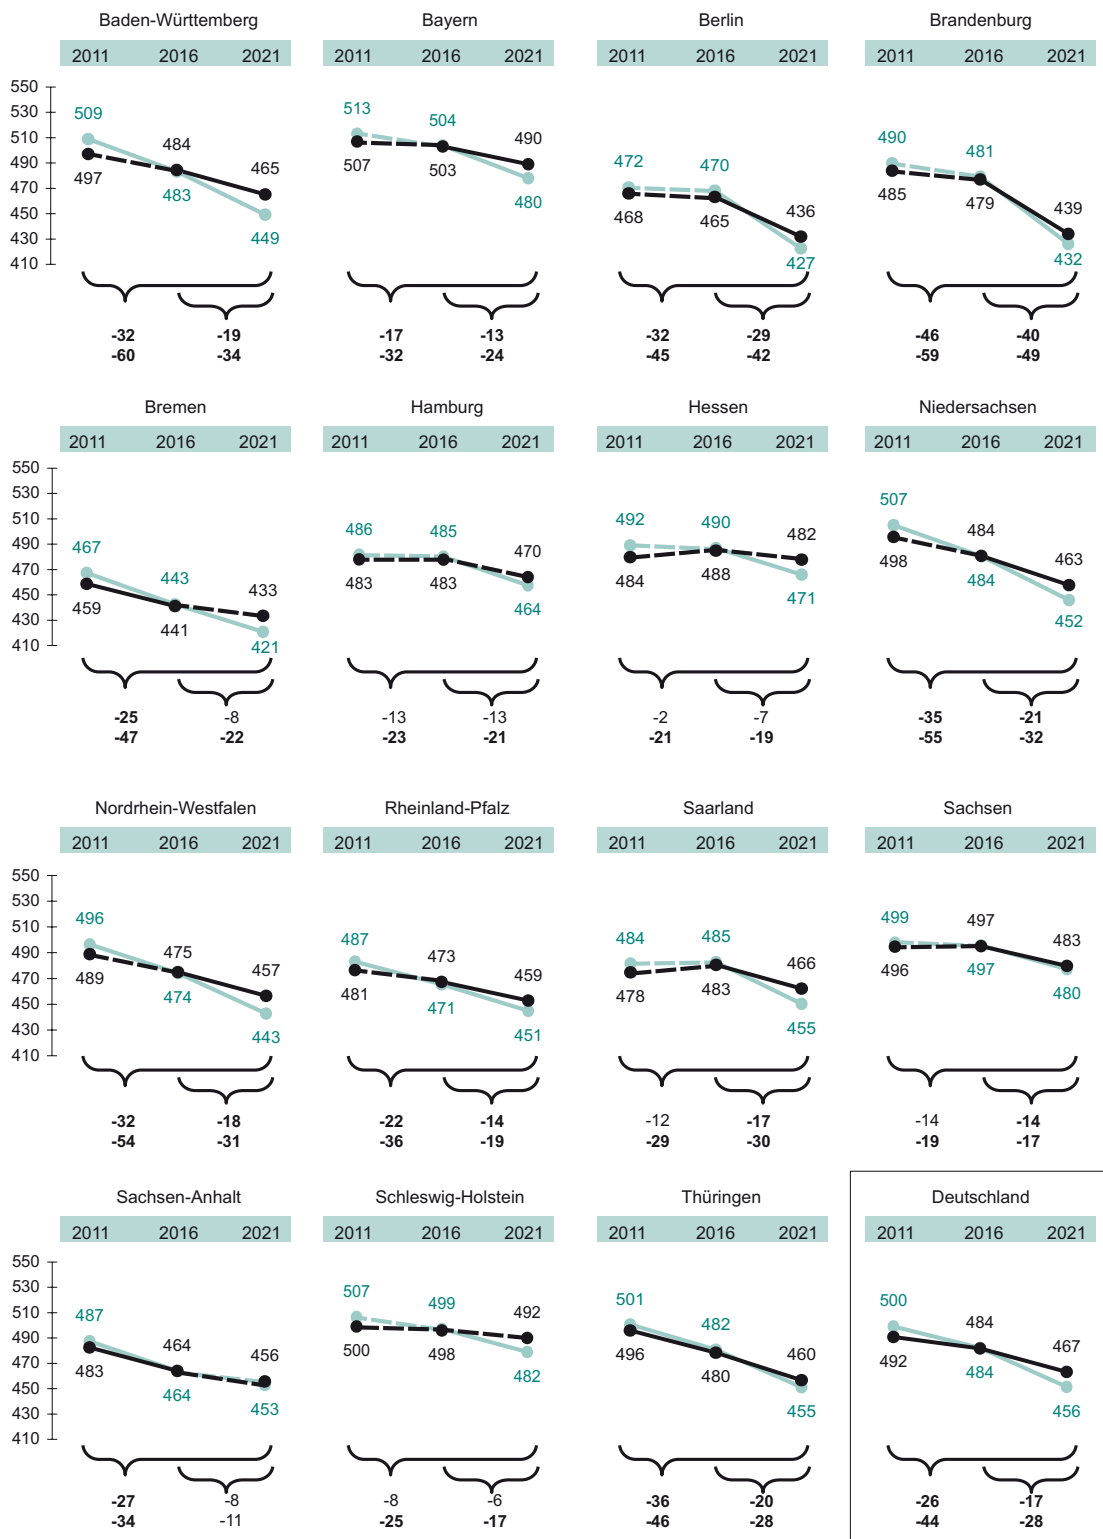 Baden-Württemberg Bayern Berlin Brandenburg
2011 2016 2021 2011 2016 2021 2011 2016 2021 2011 2016 2021
550
530
510
490
470
450
430
410
509 484 465
497 483 449
513 504 490
507 503 480
472 470 436
468 465 427
490 481 439
485 479 432
-32 -19 -17 -13 -32 -29 -46 -40
-60 -34 -32 -24 -45 -42 -59 -49
Bremen Hamburg Hessen Niedersachsen
2011 2016 2021 2011 2016 2021 2011 2016 2021 2011 2016 2021
550
530
510
490
470
450
430
410
467 443 433
459 441 421
486 485 470
483 483 464
492 490 482
484 488 471
507 484 463
498 484 452
-25 -8 -13 -13 -2 -7 -35 -21
-47 -22 -23 -21 -21 -19 -55 -32
Nordrhein-Westfalen Rheinland-Pfalz Saarland Sachsen
2011 2016 2021 2011 2016 2021 2011 2016 2021 2011 2016 2021
550
530
510
490
470
450
430
410
496 475 457
489 474 443
487 473 459
481 471 451
484 485 466
478 483 455
499 497 483
496 497 480
-32 -18 -22 -14 -12 -17 -14 -14
-54 -31 -36 -19 -29 -30 -19 -17
Sachsen-Anhalt Schleswig-Holstein Thüringen Deutschland
2011 2016 2021 2011 2016 2021 2011 2016 2021 2011 2016 2021
550
530
510
490
470
450
430
410
487 464 456
483 464 453
507 499 492
500 498 482
501 482 460
496 480 455
500 484 467
492 484 456
-27 -8 -8 -6 -36 -20 -26 -17
-34 -11 -25 -17 -46 -28 -44 -28